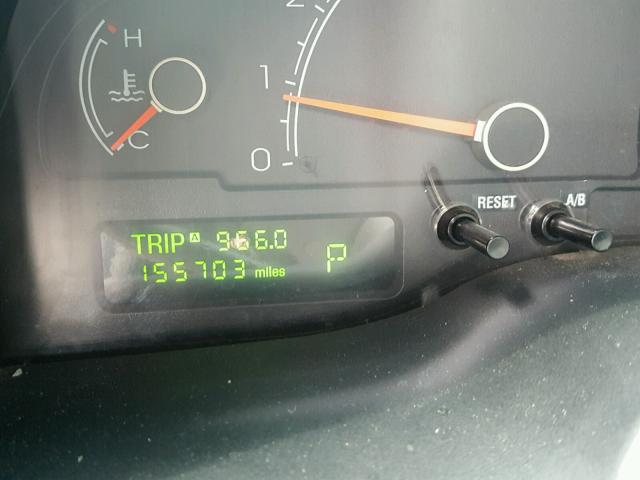 H
C
2
1
0
RESET
A/B
TRIP A 966.0
155703 miles
P